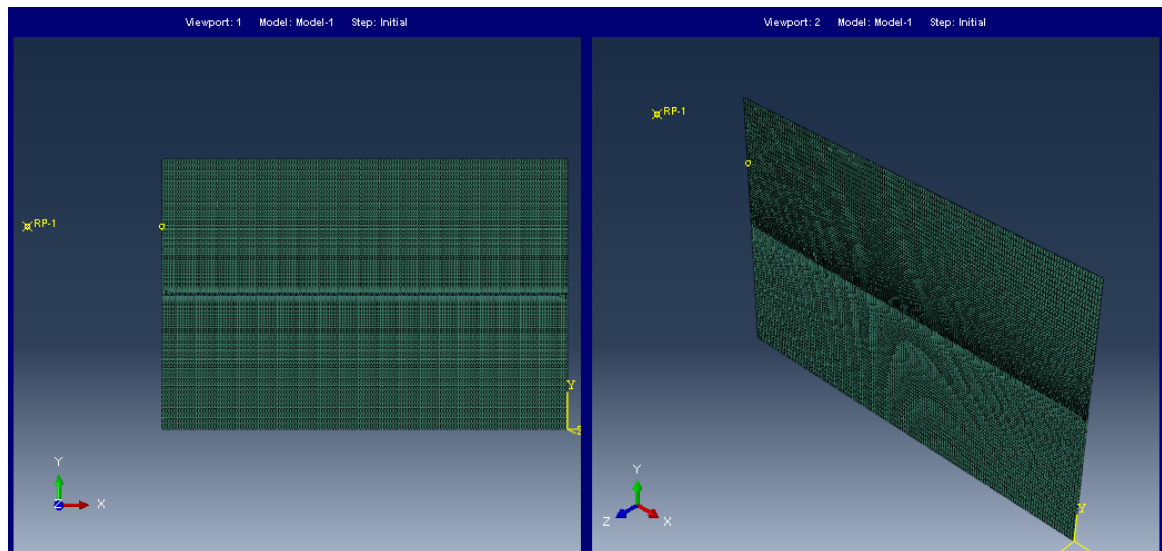 Viewport: 1 Model: Model-1 Step: Initial
RP-1
Y
Y
Z
X
Viewport: 2 Model: Model-1 Step: Initial
RP-1
Y
Z
X
Y